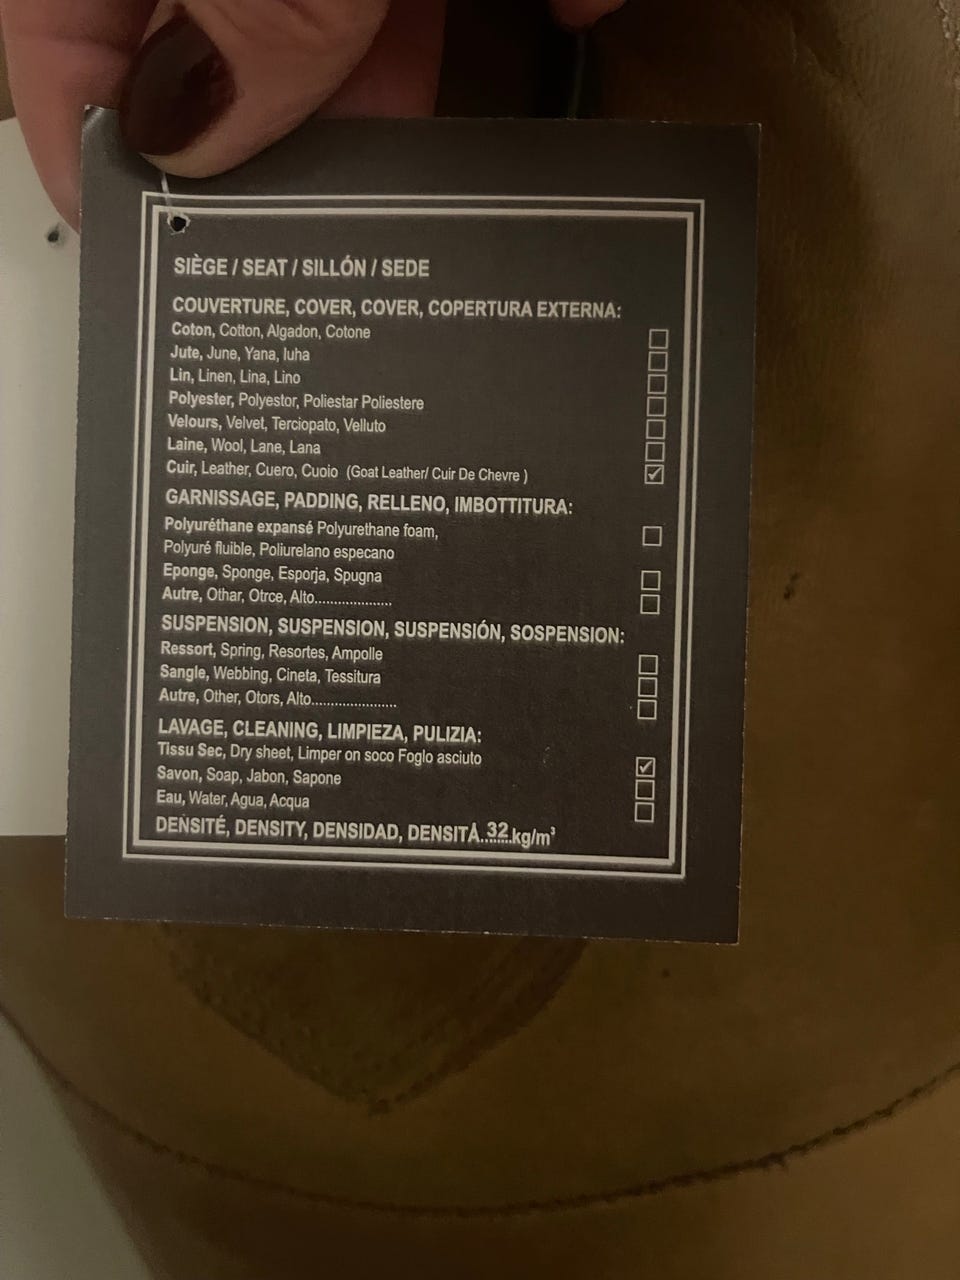 SIÈGE / SEAT / SILLÓN / SEDE
COUVERTURE, COVER, COVER, COPERTURA EXTERNA:
Coton, Cotton, Algadon, Cotone ☐
Jute, June, Yana, Iuha ☐
Lin, Linen, Lina, Lino ☐
Polyester, Polyestor, Poliestar Poliestere ☐
Velours, Velvet, Terciopato, Velluto ☐
Laine, Wool, Lane, Lana ☐
Cuir, Leather, Cuero, Cuoio (Goat Leather/ Cuir De Chevre ) ☑
GARNISSAGE, PADDING, RELLENO, IMBOTTITURA:
Polyuréthane expansé Polyurethane foam, ☐
Polyuré fluible, Poliurelano especano
Eponge, Sponge, Esporja, Spugna ☐
Autre, Othar, Otrce, Alto.................... ☐
SUSPENSION, SUSPENSION, SUSPENSIÓN, SOSPENSION:
Ressort, Spring, Resortes, Ampolle ☐
Sangle, Webbing, Cineta, Tessitura ☐
Autre, Other, Otors, Alto...................... ☐
LAVAGE, CLEANING, LIMPIEZA, PULIZIA:
Tissu Sec, Dry sheet, Limper on soco Foglo asciuto ☑
Savon, Soap, Jabon, Sapone ☐
Eau, Water, Agua, Acqua ☐
DENSITÉ, DENSITY, DENSIDAD, DENSITÁ..32..kg/m³